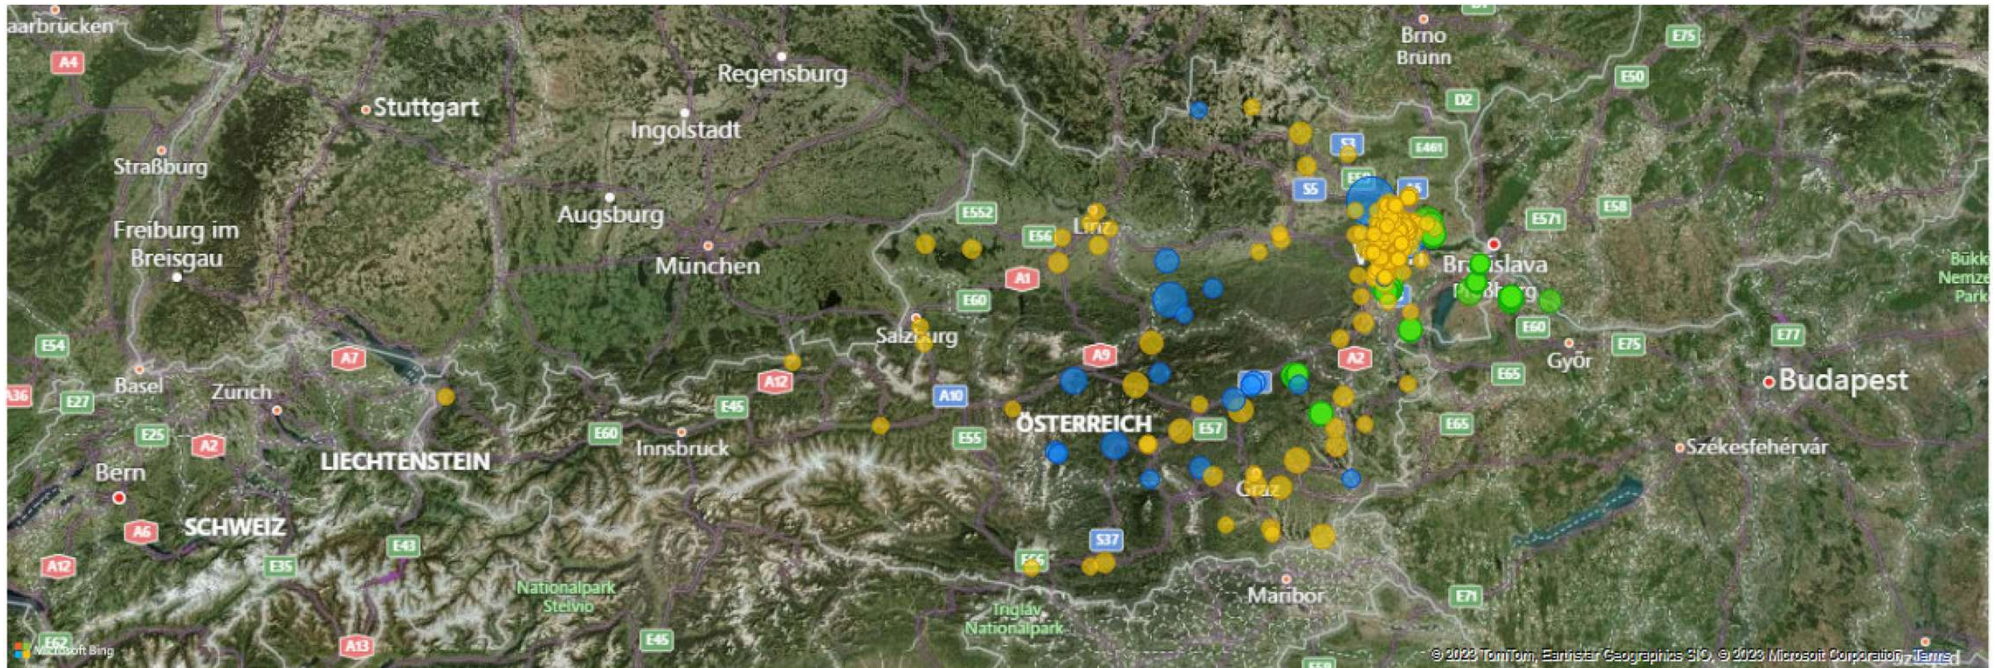 aarbrücken
A4
Regensburg
Brno
Brünn
E75
E50
Stuttgart
Ingolstadt
D2
Straßburg
S3
E461
S5
Augsburg
E552
E571
E58
Freiburg im
Breisgau
München
E56
A1
E60
Salzburg
E54
A7
A9
A2
E60
Győr
E75
E77
Basel
Zürich
A12
A10
E65
Budapest
A36
E27
E45
ÖSTERREICH
E25
A2
E60
Innsbruck
E55
E57
E65
Székesfehérvár
Bern
LIECHTENSTEIN
Graz
SCHWEIZ
A6
E43
S37
A12
E35
Nationalpark
Stelvio
Maribor
E71
Triglav
Nationalpark
E62
A13
E45
Microsoft Bing
© 2023 TomTom, Earthstar Geographics SIO, © 2023 Microsoft Corporation Terms